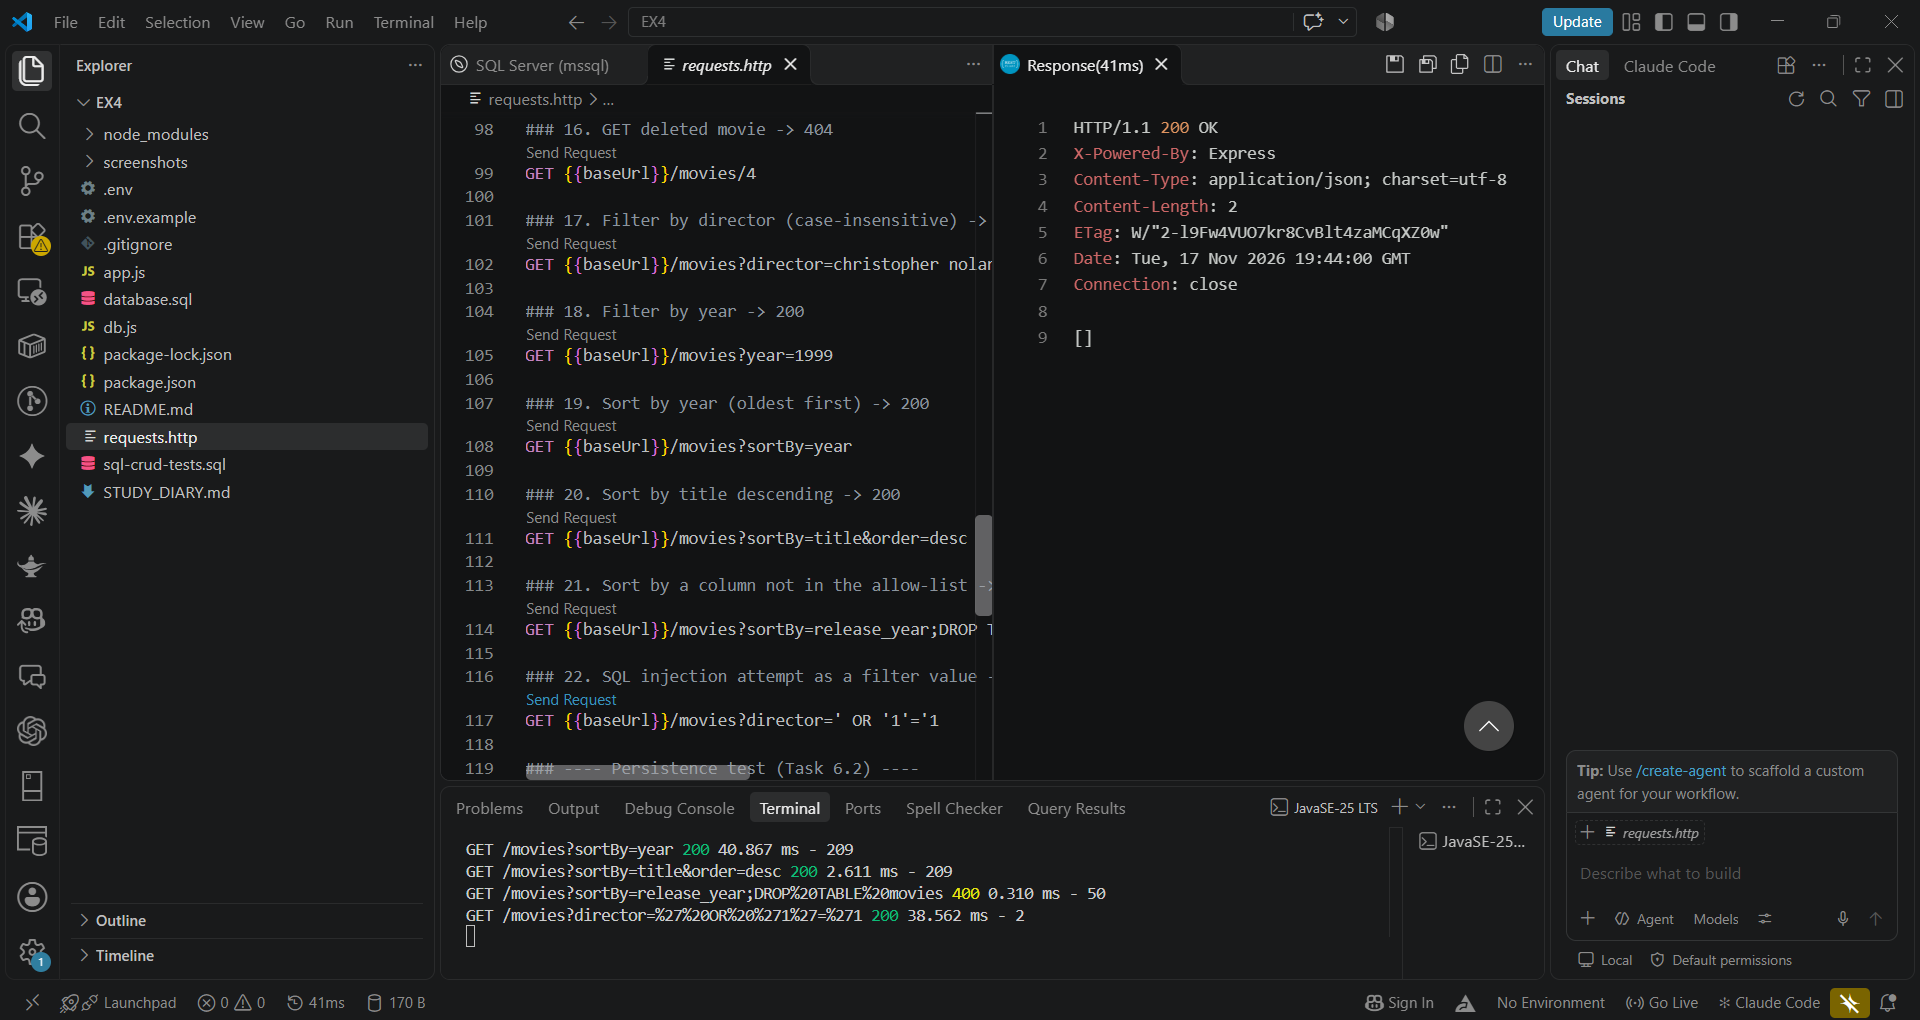 File Edit Selection View Go Run Terminal Help
EX4
Update
Explorer
EX4
node_modules
screenshots
.env
.env.example
.gitignore
JS app.js
database.sql
JS db.js
{} package-lock.json
{} package.json
README.md
requests.http
sql-crud-tests.sql
STUDY_DIARY.md
Outline
Timeline
1
SQL Server (mssql)
requests.http
requests.http > ...
98 ### 16. GET deleted movie -> 404
Send Request
99 GET {{baseUrl}}/movies/4
100
101 ### 17. Filter by director (case-insensitive) ->
Send Request
102 GET {{baseUrl}}/movies?director=christopher nolan
103
104 ### 18. Filter by year -> 200
Send Request
105 GET {{baseUrl}}/movies?year=1999
106
107 ### 19. Sort by year (oldest first) -> 200
Send Request
108 GET {{baseUrl}}/movies?sortBy=year
109
110 ### 20. Sort by title descending -> 200
Send Request
111 GET {{baseUrl}}/movies?sortBy=title&order=desc
112
113 ### 21. Sort by a column not in the allow-list ->
Send Request
114 GET {{baseUrl}}/movies?sortBy=release_year;DROP T
115
116 ### 22. SQL injection attempt as a filter value -
Send Request
117 GET {{baseUrl}}/movies?director=' OR '1'='1
118
119 ### ---- Persistence test (Task 6.2) ----
Response(41ms)
1 HTTP/1.1 200 OK
2 X-Powered-By: Express
3 Content-Type: application/json; charset=utf-8
4 Content-Length: 2
5 ETag: W/"2-l9Fw4VUO7kr8CvBlt4zaMCqXZ0w"
6 Date: Tue, 17 Nov 2026 19:44:00 GMT
7 Connection: close
8
9 []
Problems Output Debug Console Terminal Ports Spell Checker Query Results
JavaSE-25 LTS
GET /movies?sortBy=year 200 40.867 ms - 209
GET /movies?sortBy=title&order=desc 200 2.611 ms - 209
GET /movies?sortBy=release_year;DROP%20TABLE%20movies 400 0.310 ms - 50
GET /movies?director=%27%20OR%20%271%27=%271 200 38.562 ms - 2
JavaSE-25...
Chat Claude Code
Sessions
Tip: Use /create-agent to scaffold a custom
agent for your workflow.
requests.http
Describe what to build
Agent Models
Local Default permissions
Launchpad 0 0 41ms 170 B
Sign In No Environment Go Live Claude Code